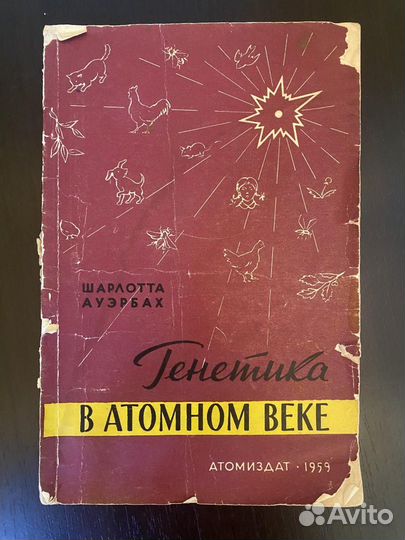 ШАРЛОТТА
АУЭРБАХ
Генетика
В АТОМНОМ ВЕКЕ
АТОМИЗДАТ · 1959
Avito